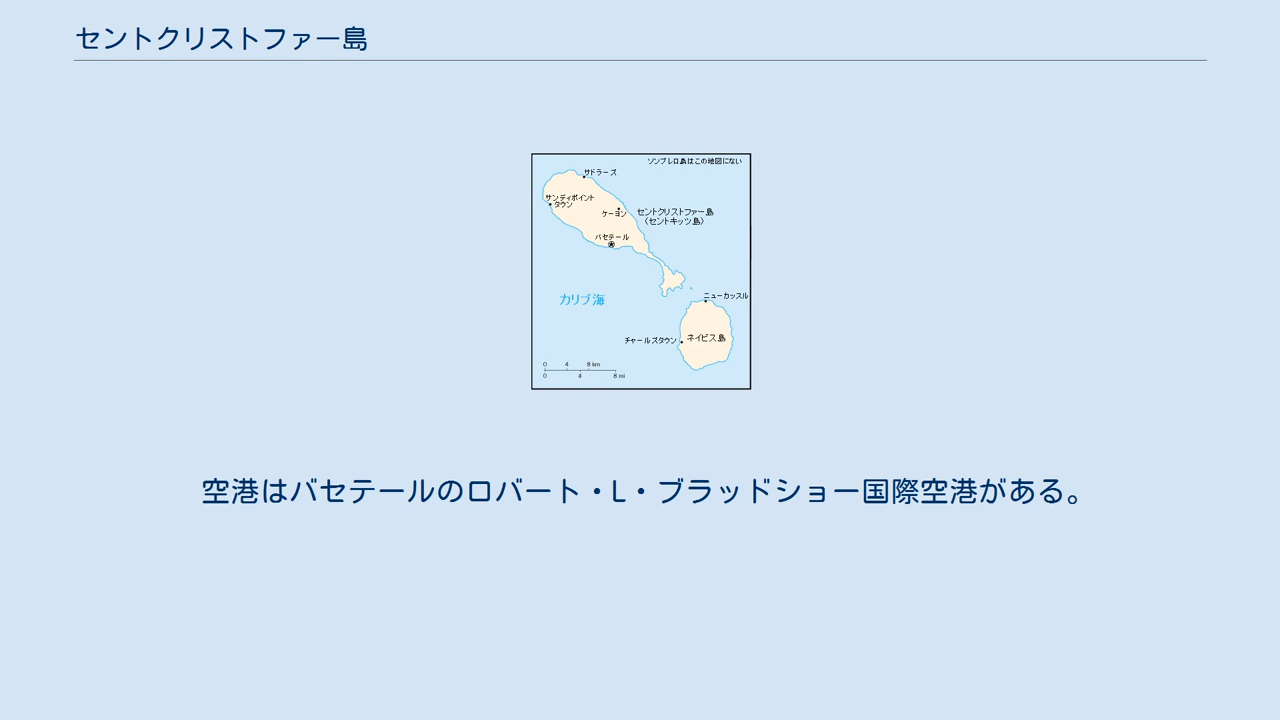 セントクリストファー島
ソンブレロ島はこの地図にない
サドラーズ
サンディポイント
タウン
ケーヨン
セントクリストファー島
(セントキッツ島)
バセテール
カリブ海
ニューカッスル
チャールズタウン
ネイビス島
0 4 8 km
0 4 8 mi
空港はバセテールのロバート・L・ブラッドショー国際空港がある。